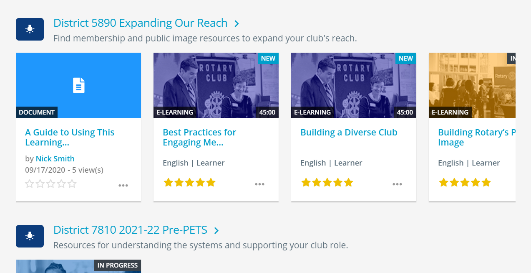 District 5890 Expanding Our Reach
Find membership and public image resources to expand your club's reach.
DOCUMENT
A Guide to Using This
Learning...
by Nick Smith
09/17/2020 - 5 view(s)
NEW
ROTARY
CLUB
E-LEARNING
45:00
Best Practices for
Engaging Me...
English | Learner
NEW
ROTARY
CLUB
E-LEARNING
45:00
Building a Diverse Club
English | Learner
IN
Rotary
E-LEARNING
Building Rotary's P
Image
English | Learner
District 7810 2021-22 Pre-PETS
Resources for understanding the systems and supporting your club role.
IN PROGRESS